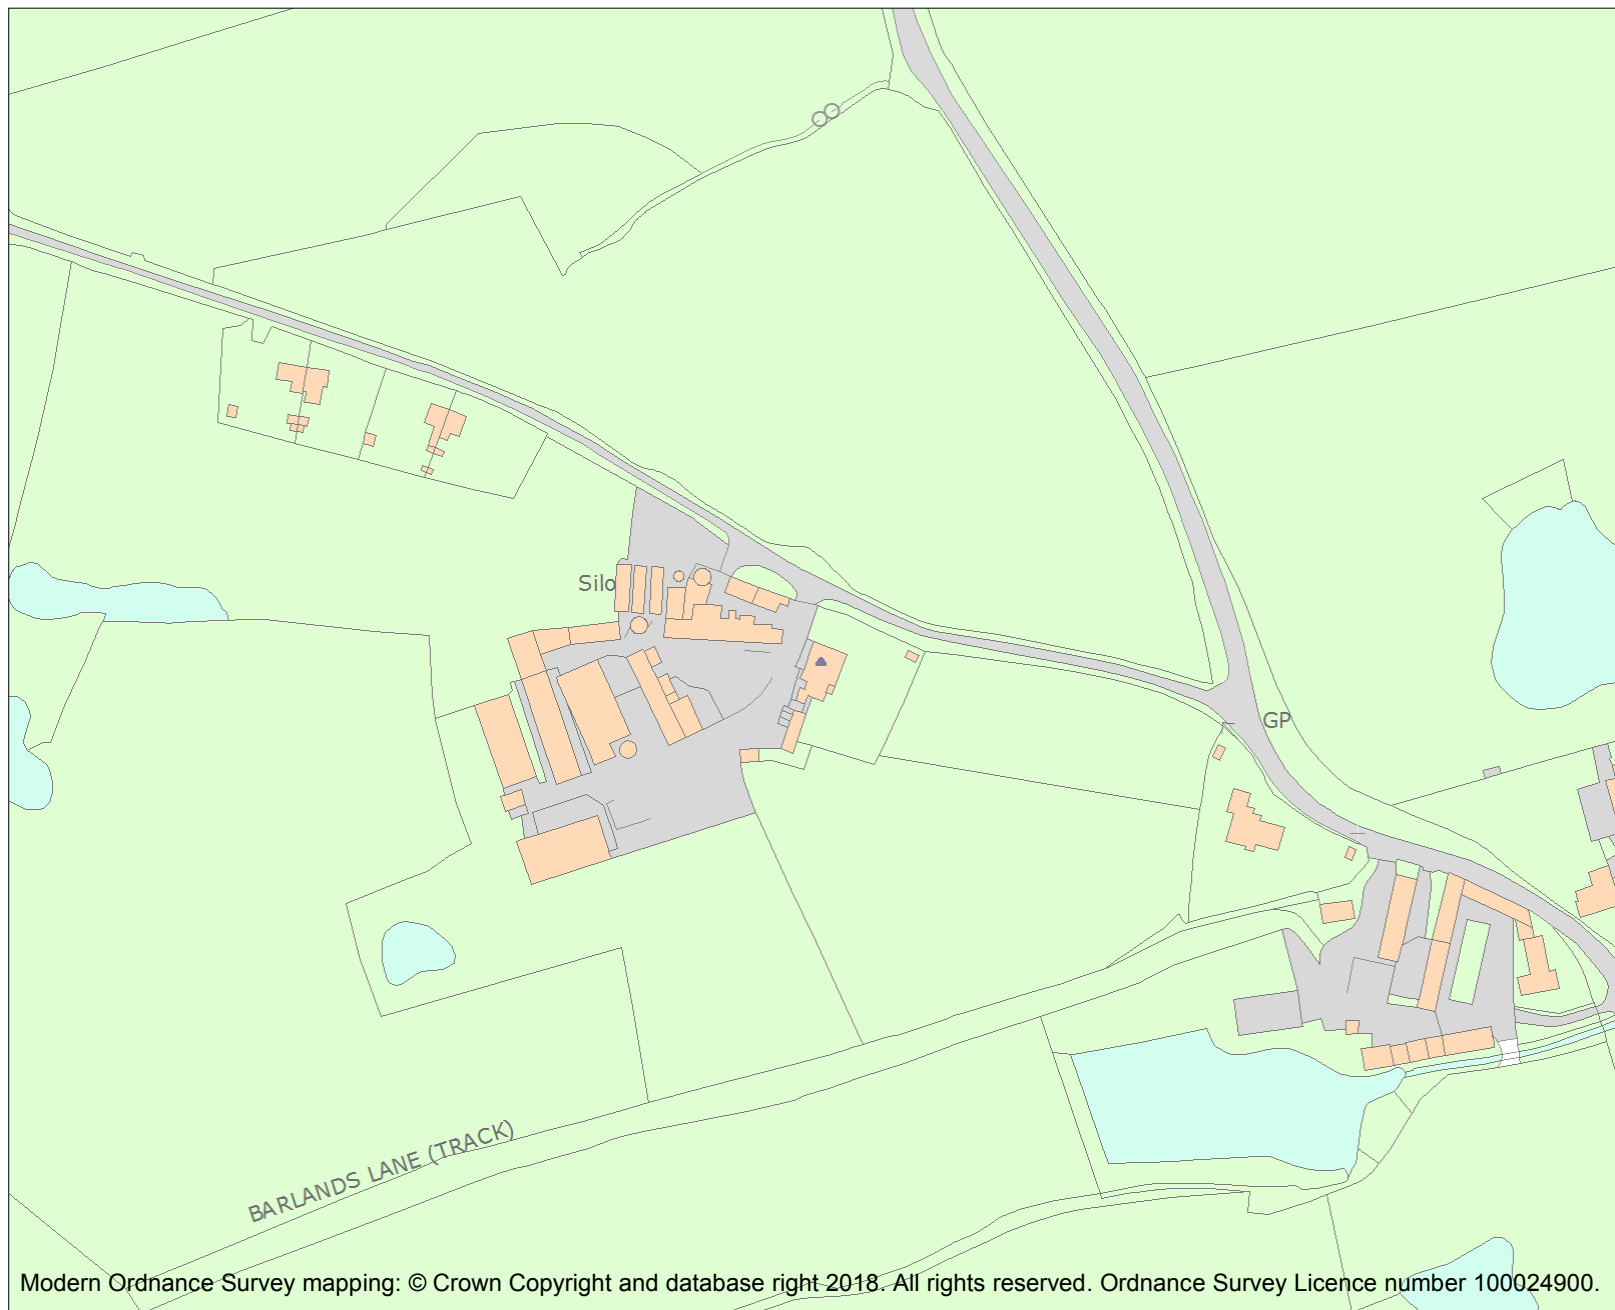 Silo
GP
BARLANDS LANE (TRACK)
Modern Ordnance Survey mapping: © Crown Copyright and database right 2018. All rights reserved. Ordnance Survey Licence number 100024900.